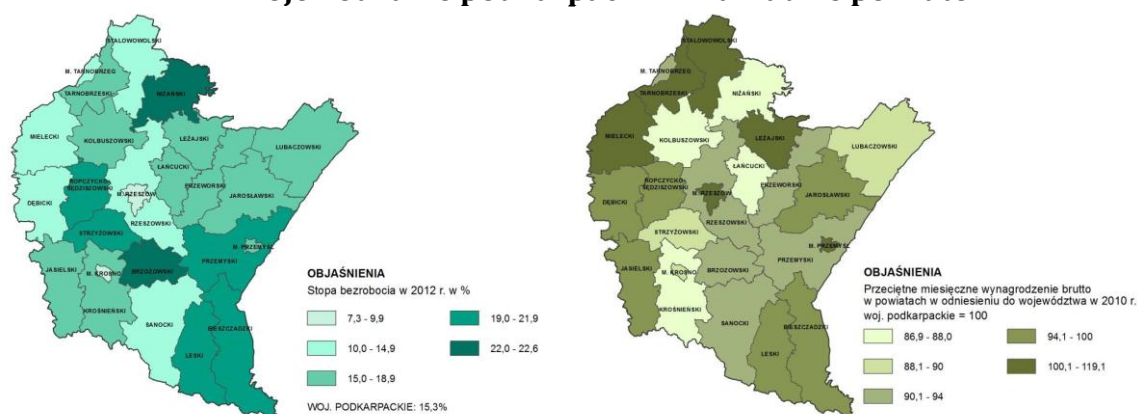 STALOWOWOLSKI
M. TARNOBRZEG
TARNOBRZESKI
NIŻAŃSKI
MIELECKI
KOLBUSZOWSKI
LEŻAJSKI
LUBACZOWSKI
ŁAŃCUCKI
ROPCZYCKO-
SĘDZISZOWSKI
M. RZESZÓW
PRZEWORSKI
JAROSŁAWSKI
DĘBICKI
RZESZOWSKI
STRZYŻOWSKI
M. PRZEMYŚL
PRZEMYSKI
JASIELSKI
M. KROSNO
BRZOZOWSKI
KROŚNIEŃSKI
SANOCKI
BIESZCZADZKI
LESKI
OBJAŚNIENIA
Stopa bezrobocia w 2012 r. w %
7,3 - 9,9
10,0 - 14,9
15,0 - 18,9
19,0 - 21,9
22,0 - 22,6
WOJ. PODKARPACKIE: 15,3%
STALOWOWOLSKI
M. TARNOBRZEG
TARNOBRZESKI
NIŻAŃSKI
MIELECKI
KOLBUSZOWSKI
LEŻAJSKI
LUBACZOWSKI
ŁAŃCUCKI
ROPCZYCKO-
SĘDZISZOWSKI
M. RZESZÓW
PRZEWORSKI
JAROSŁAWSKI
DĘBICKI
RZESZOWSKI
STRZYŻOWSKI
M. PRZEMYŚL
PRZEMYSKI
JASIELSKI
M. KROSNO
BRZOZOWSKI
KROŚNIEŃSKI
SANOCKI
BIESZCZADZKI
LESKI
OBJAŚNIENIA
Przeciętne miesięczne wynagrodzenie brutto
w powiatach w odniesieniu do województwa w 2010 r.
woj. podkarpackie = 100
86,9 - 88,0
88,1 - 90
90,1 - 94
94,1 - 100
100,1 - 119,1